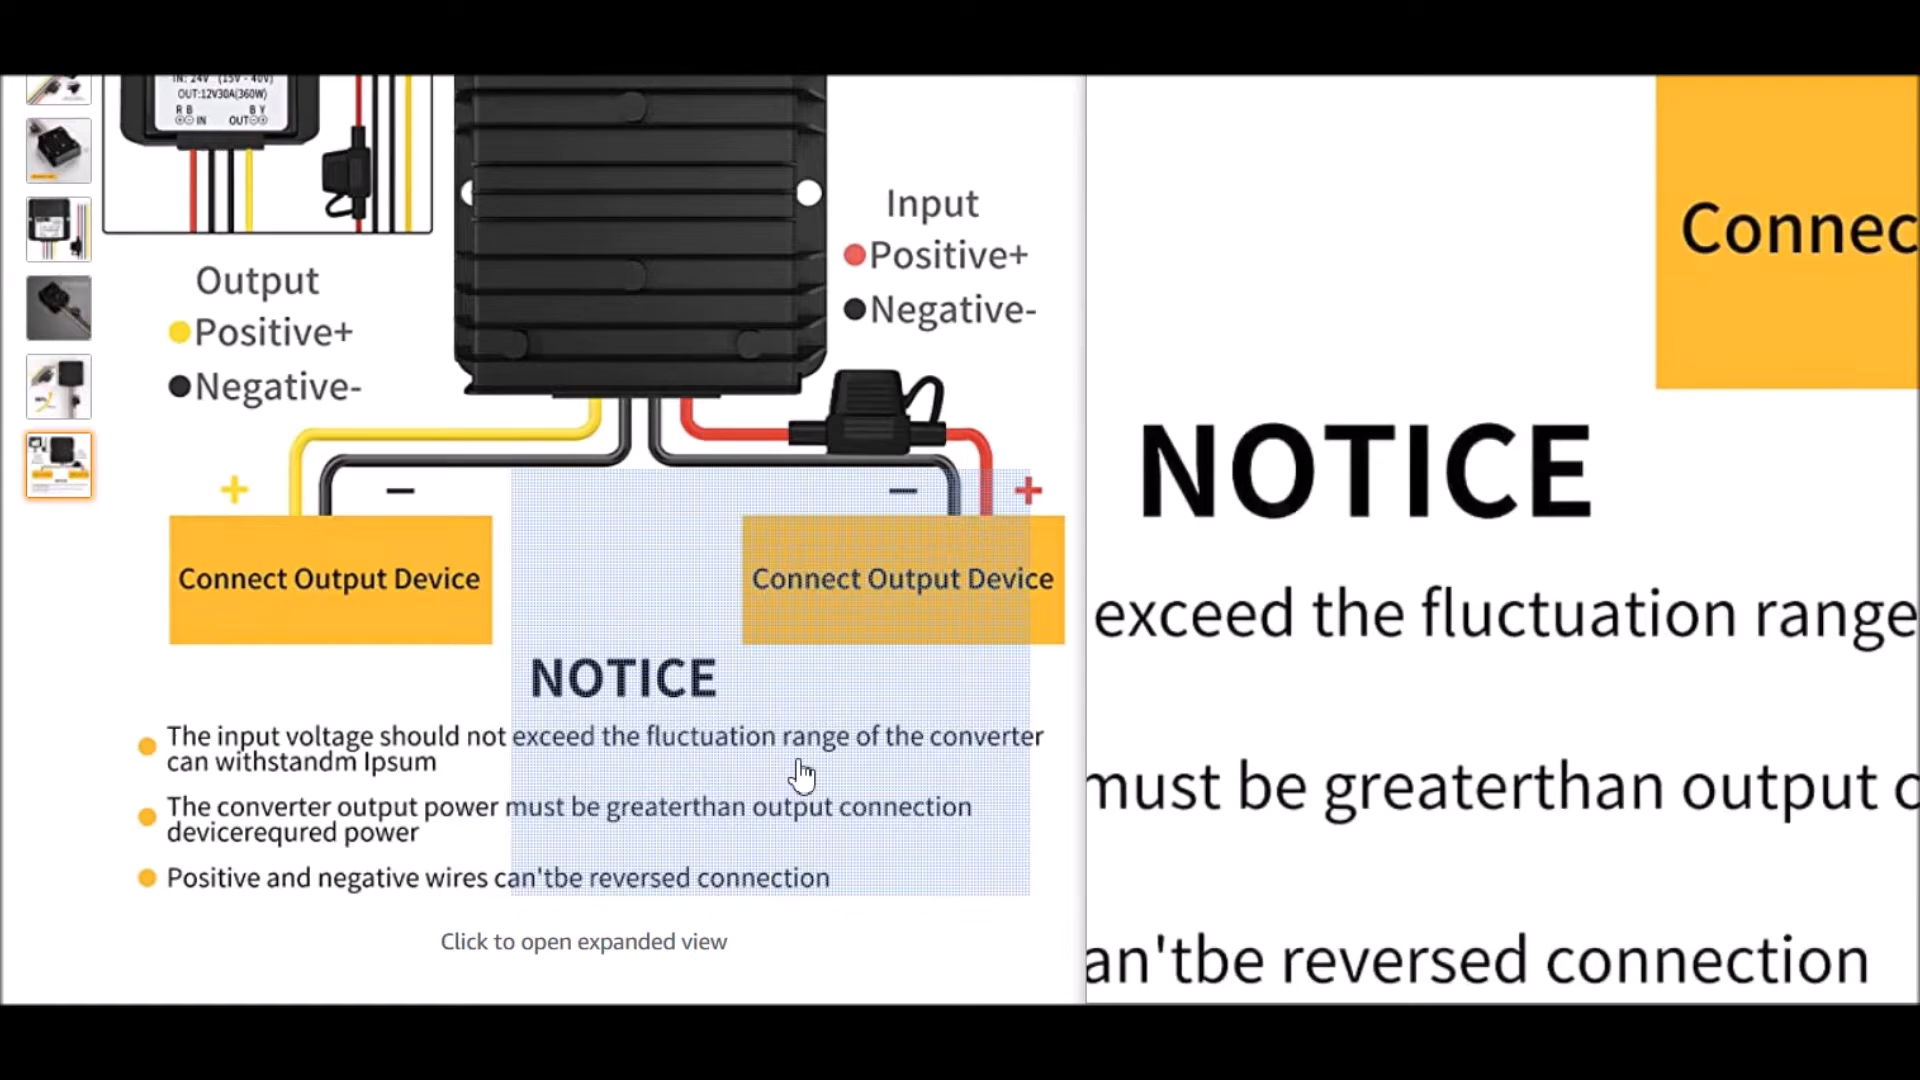 IN: 24V (15V - 40V)
OUT:12V30A(360W)
R B B Y
IN OUT
Input
Positive+
Negative-
Output
Positive+
Negative-
+ − − +
Connect Output Device
Connect Output Device
NOTICE
The input voltage should not exceed the fluctuation range of the converter
can withstandm Ipsum
The converter output power must be greaterthan output connection
devicerequred power
Positive and negative wires can'tbe reversed connection
Click to open expanded view
Connec
NOTICE
exceed the fluctuation range
must be greaterthan output
an'tbe reversed connection